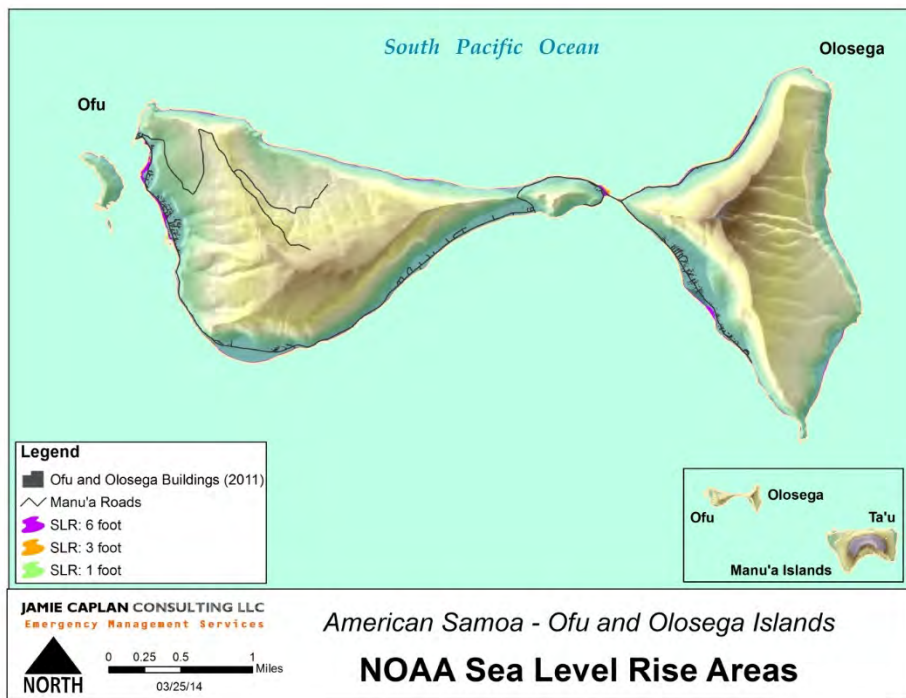 South Pacific Ocean
Olosega
Ofu
Legend
Ofu and Olosega Buildings (2011)
Manu'a Roads
SLR: 6 foot
SLR: 3 foot
SLR: 1 foot
Olosega
Ofu
Ta'u
Manu'a Islands
JAMIE CAPLAN CONSULTING LLC
Emergency Management Services
NORTH
0 0.25 0.5 1
Miles
03/25/14
American Samoa - Ofu and Olosega Islands
NOAA Sea Level Rise Areas